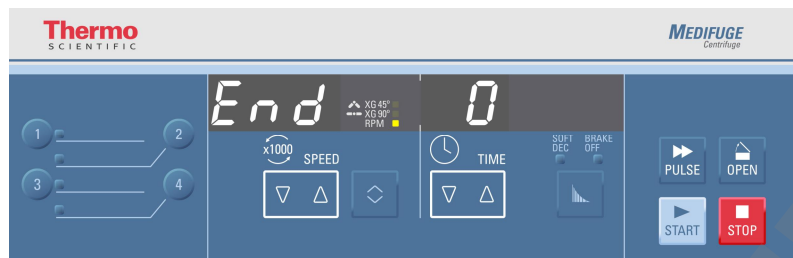 Thermo
SCIENTIFIC
MEDIFUGE
Centrifuge
End
XG 45°
XG 90°
RPM
0
1
2
3
4
x1000
SPEED
TIME
SOFT DEC
BRAKE OFF
PULSE
OPEN
START
STOP